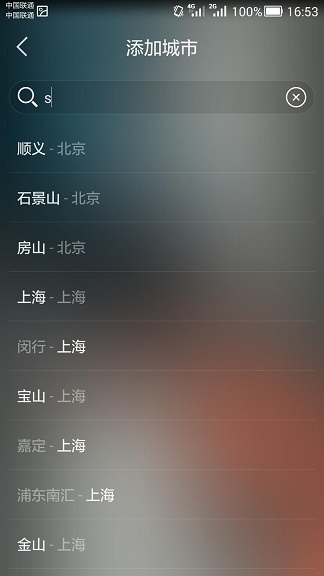 中国联通
中国联通
4G 2G 100% 16:53
添加城市
s
顺义 - 北京
石景山 - 北京
房山 - 北京
上海 - 上海
闵行 - 上海
宝山 - 上海
嘉定 - 上海
浦东南汇 - 上海
金山 - 上海